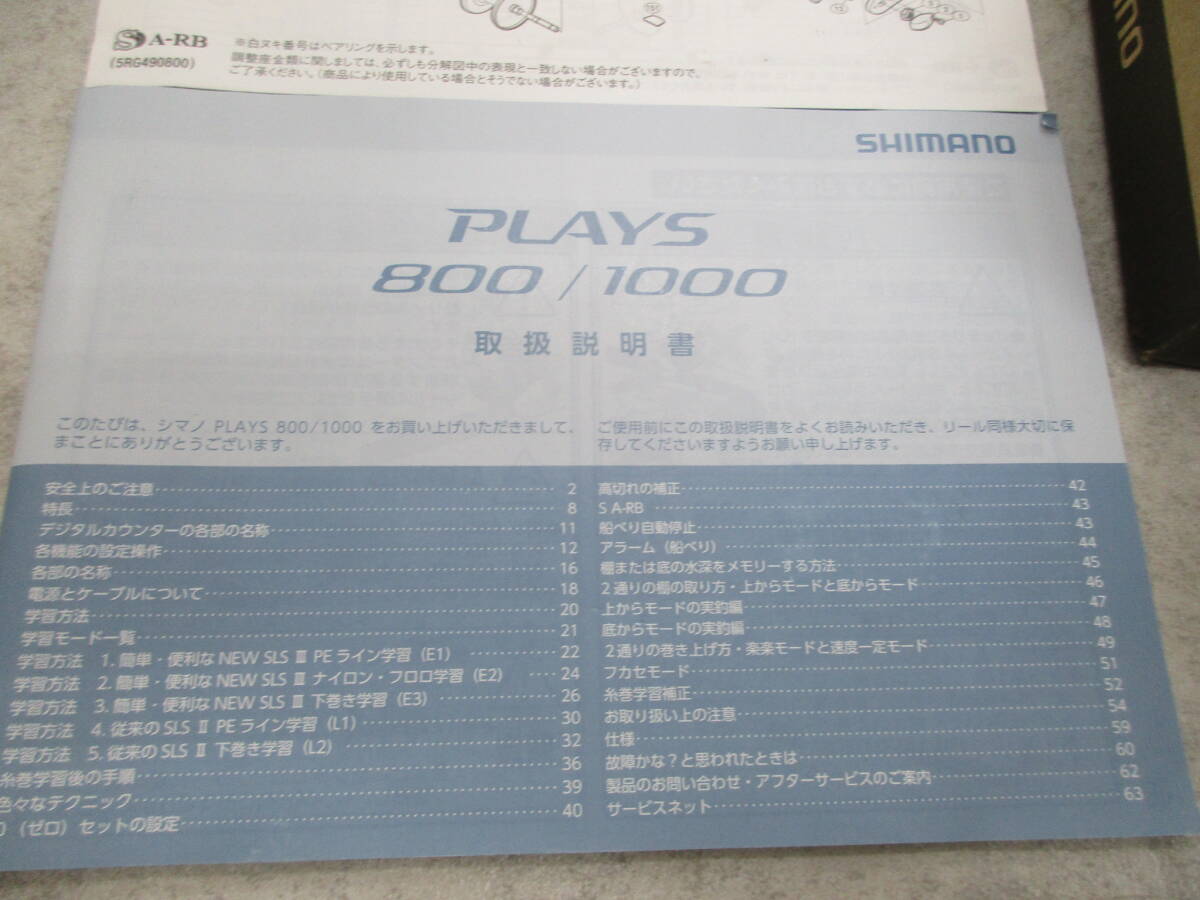 S A-RB
(5RG490800)
※白ヌキ番号はベアリングを示します。
調整座金類に関しましては、必ずしも分解図中の表現と一致しない場合がございますので、
ご了承ください。(商品により使用している場合とそうでない場合がございます。)
SHIMANO
PLAYS
800 / 1000
取扱説明書
このたびは、シマノ PLAYS 800/1000 をお買い上げいただきまして、
まことにありがとうございます。
ご使用前にこの取扱説明書をよくお読みいただき、リール同様大切に保
存してくださいますようお願い申し上げます。
安全上のご注意 2
特長 8
デジタルカウンターの各部の名称 11
各機能の設定操作 12
各部の名称 16
電源とケーブルについて 18
学習方法 20
学習モード一覧 21
学習方法 1. 簡単・便利な NEW SLS Ⅲ PE ライン学習 (E1) 22
学習方法 2. 簡単・便利な NEW SLS Ⅲ ナイロン・フロロ学習 (E2) 24
学習方法 3. 簡単・便利な NEW SLS Ⅲ 下巻き学習 (E3) 26
学習方法 4. 従来の SLS Ⅱ PE ライン学習 (L1) 30
学習方法 5. 従来の SLS Ⅱ 下巻き学習 (L2) 32
糸巻学習後の手順 36
色々なテクニック 39
0 (ゼロ) セットの設定 40
高切れの補正 42
S A-RB 43
船べり自動停止 43
アラーム (船べり) 44
棚または底の水深をメモリーする方法 45
2通りの棚の取り方・上からモードと底からモード 46
上からモードの実釣編 47
底からモードの実釣編 48
2通りの巻き上げ方・楽楽モードと速度一定モード 49
フカセモード 51
糸巻学習補正 52
お取り扱い上の注意 54
仕様 59
故障かな?と思われたときは 60
製品のお問い合わせ・アフターサービスのご案内 62
サービスネット 63